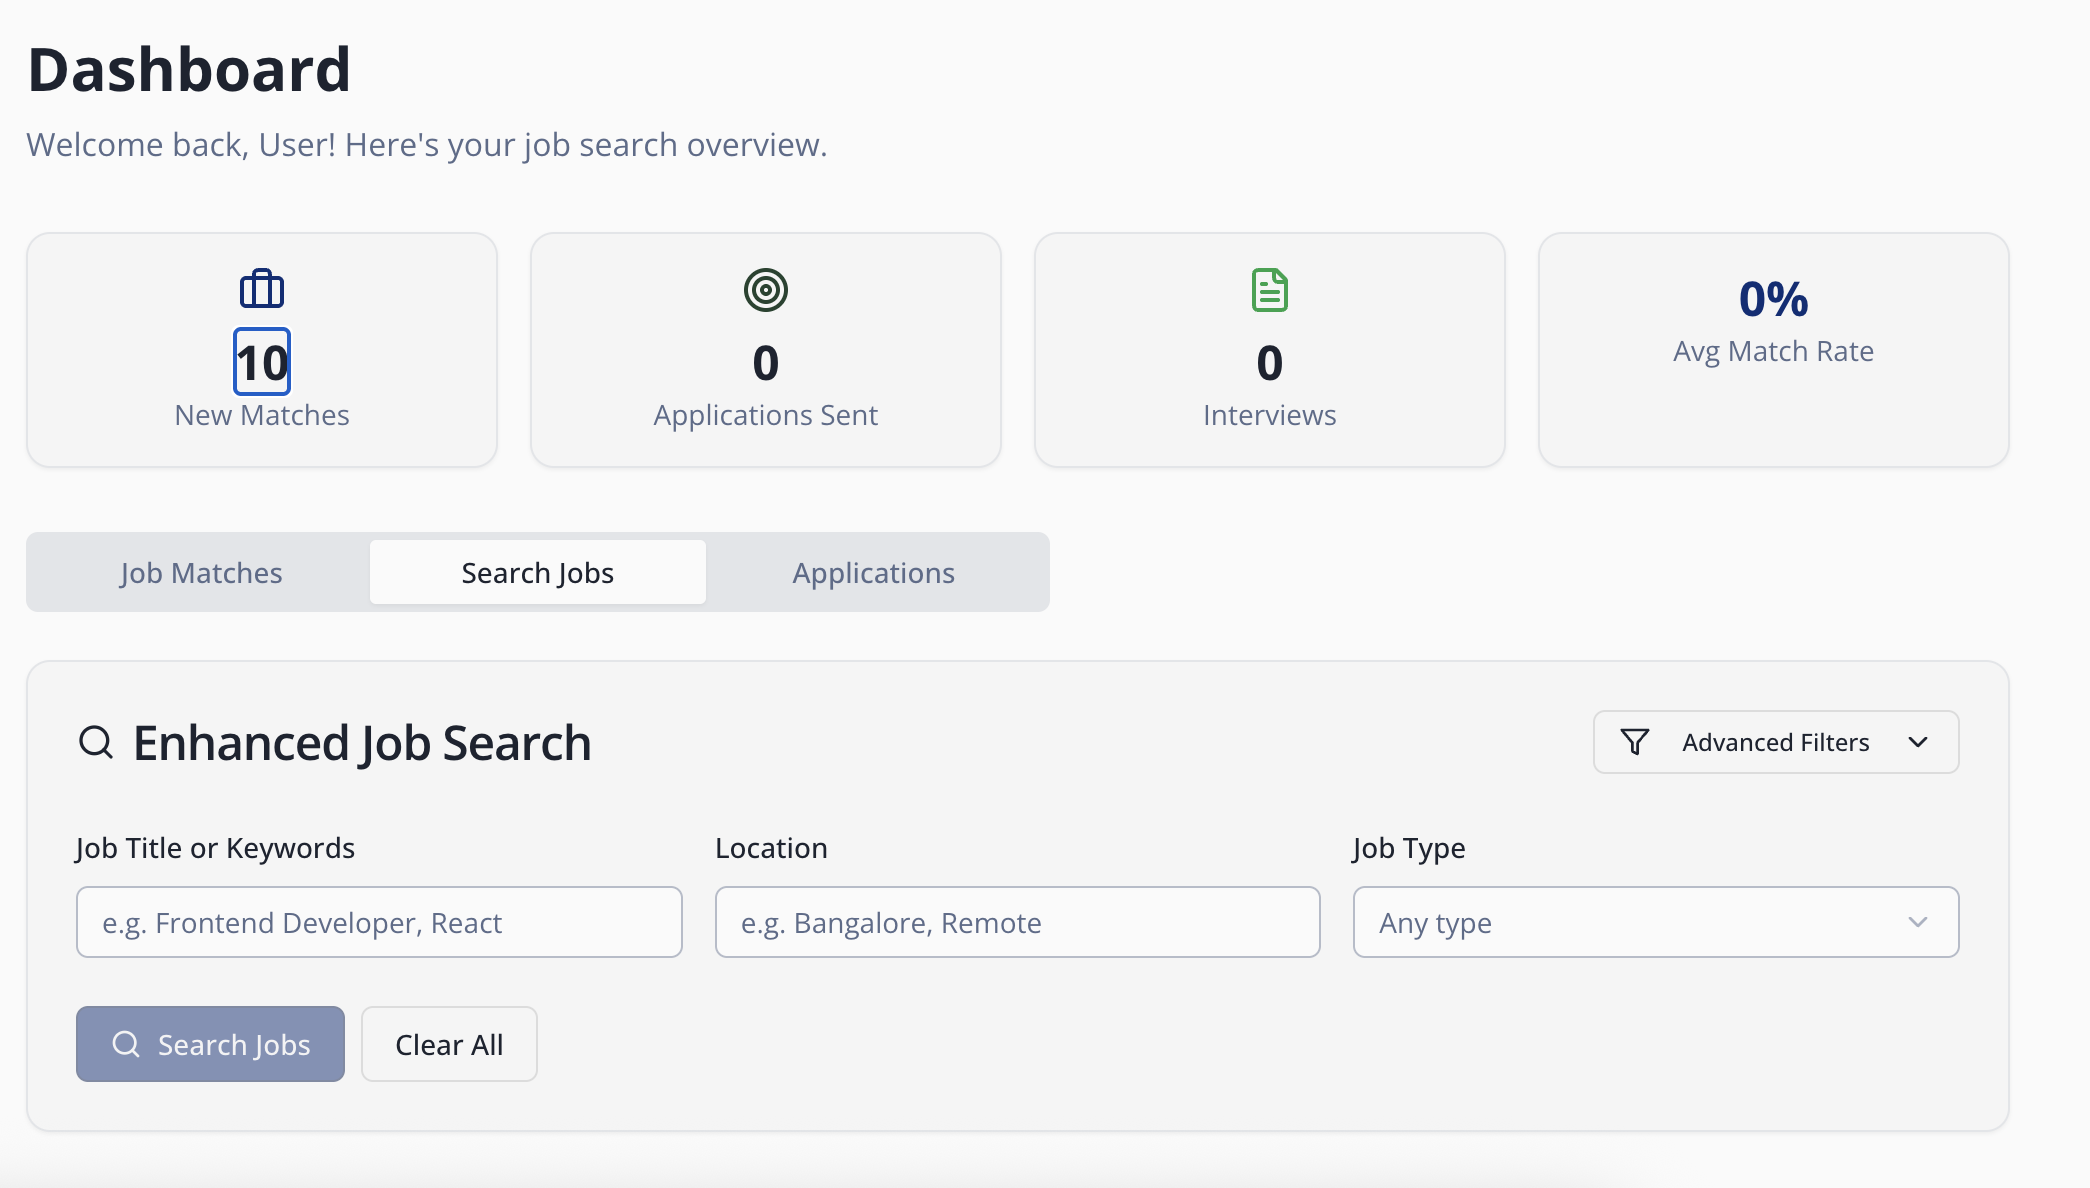 Dashboard
Welcome back, User! Here's your job search overview.
10
New Matches
0
Applications Sent
0
Interviews
0%
Avg Match Rate
Job Matches
Search Jobs
Applications
Enhanced Job Search
Advanced Filters
Job Title or Keywords
Location
Job Type
e.g. Frontend Developer, React
e.g. Bangalore, Remote
Any type
Search Jobs
Clear All